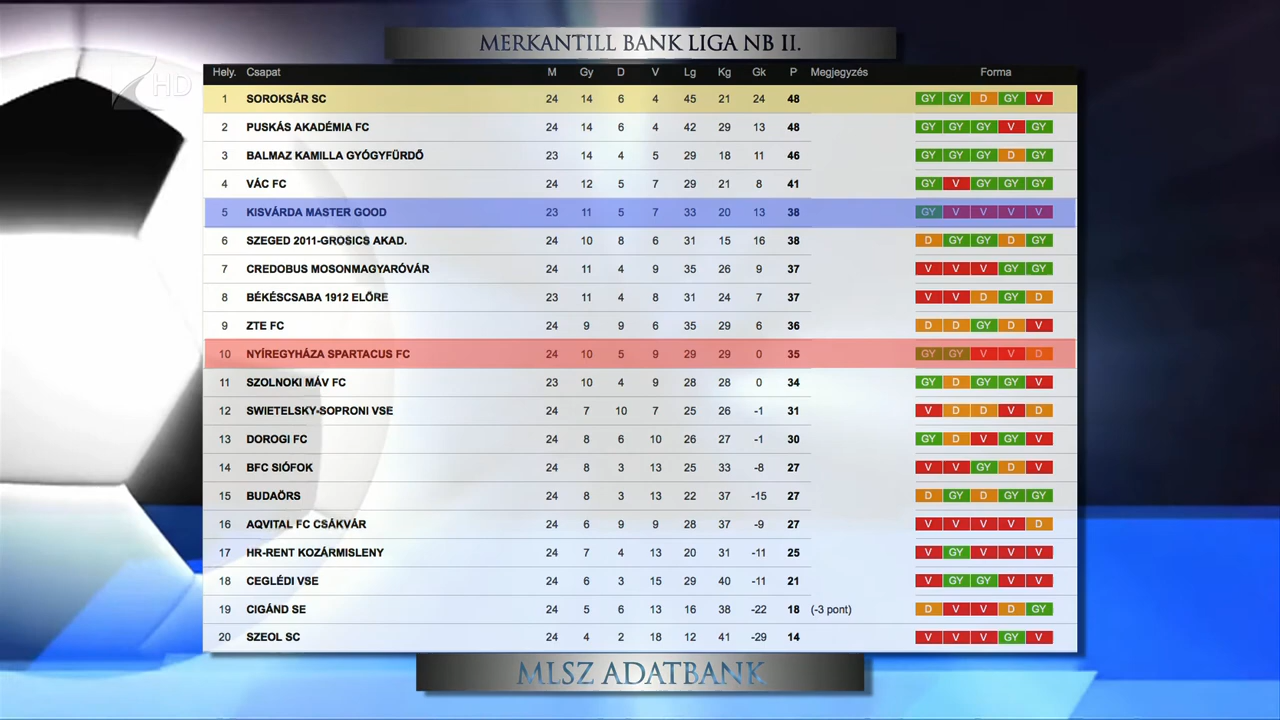 MERKANTILL BANK LIGA NB II.
HD
Hely. Csapat M Gy D V Lg Kg Gk P Megjegyzés Forma
1 SOROKSÁR SC 24 14 6 4 45 21 24 48 GY GY D GY V
2 PUSKÁS AKADÉMIA FC 24 14 6 4 42 29 13 48 GY GY GY V GY
3 BALMAZ KAMILLA GYÓGYFÜRDŐ 23 14 4 5 29 18 11 46 GY GY GY D GY
4 VÁC FC 24 12 5 7 29 21 8 41 GY V GY GY GY
5 KISVÁRDA MASTER GOOD 23 11 5 7 33 20 13 38 GY V V V V
6 SZEGED 2011-GROSICS AKAD. 24 10 8 6 31 15 16 38 D GY GY D GY
7 CREDOBUS MOSONMAGYARÓVÁR 24 11 4 9 35 26 9 37 V V V GY GY
8 BÉKÉSCSABA 1912 ELŐRE 23 11 4 8 31 24 7 37 V V D GY D
9 ZTE FC 24 9 9 6 35 29 6 36 D D GY D V
10 NYÍREGYHÁZA SPARTACUS FC 24 10 5 9 29 29 0 35 GY GY V V D
11 SZOLNOKI MÁV FC 23 10 4 9 28 28 0 34 GY D GY GY V
12 SWIETELSKY-SOPRONI VSE 24 7 10 7 25 26 -1 31 V D D V D
13 DOROGI FC 24 8 6 10 26 27 -1 30 GY D V GY V
14 BFC SIÓFOK 24 8 3 13 25 33 -8 27 V V GY D V
15 BUDAÖRS 24 8 3 13 22 37 -15 27 D GY D GY GY
16 AQVITAL FC CSÁKVÁR 24 6 9 9 28 37 -9 27 V V V V D
17 HR-RENT KOZÁRMISLENY 24 7 4 13 20 31 -11 25 V GY V V V
18 CEGLÉDI VSE 24 6 3 15 29 40 -11 21 V GY GY V V
19 CIGÁND SE 24 5 6 13 16 38 -22 18 (-3 pont) D V V D GY
20 SZEOL SC 24 4 2 18 12 41 -29 14 V V V GY V
MLSZ ADATBANK